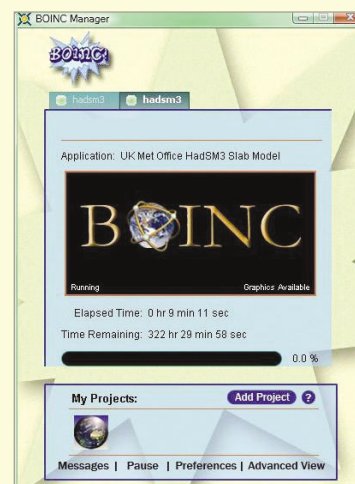 BOINC Manager
BOINC
hadsm3 hadsm3
Application: UK Met Office HadSM3 Slab Model
BOINC
Running Graphics Available
Elapsed Time: 0 hr 9 min 11 sec
Time Remaining: 322 hr 29 min 58 sec
0.0 %
My Projects: Add Project ?
Messages | Pause | Preferences | Advanced View